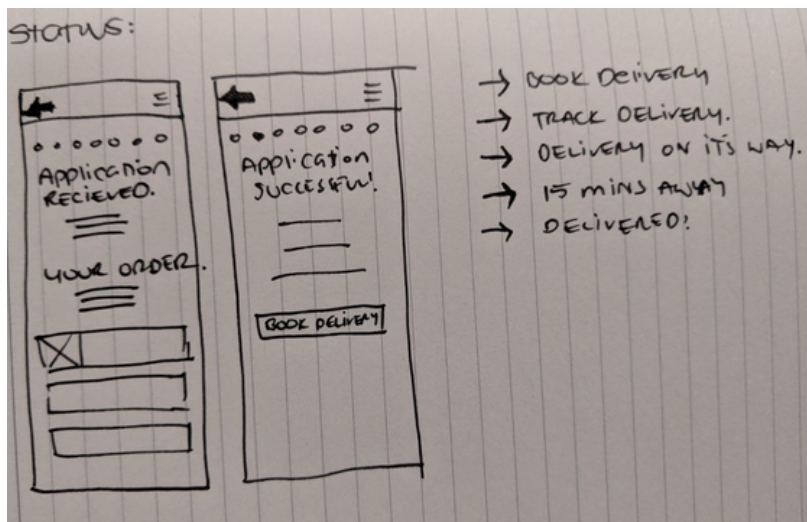 STATUS:
Application
RECIEVED.
YOUR ORDER.
Application
SUCCESSFUL!
BOOK DELIVERY
→ BOOK DELIVERY
→ TRACK DELIVERY.
→ DELIVERY ON ITS WAY.
→ 15 MINS AWAY
→ DELIVERED!